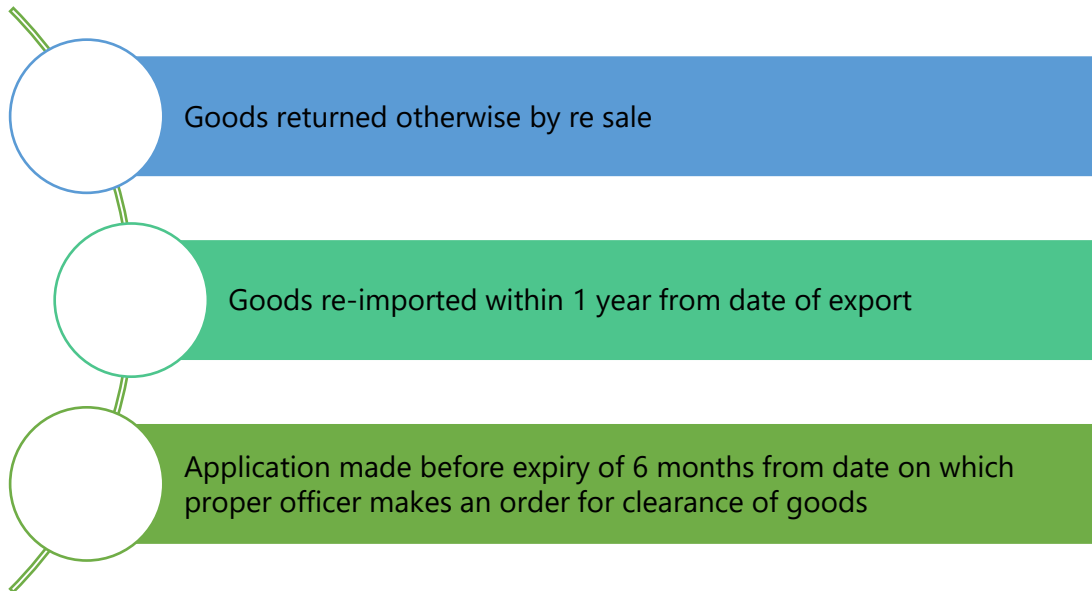 Goods returned otherwise by re sale
Goods re-imported within 1 year from date of export
Application made before expiry of 6 months from date on which
proper officer makes an order for clearance of goods